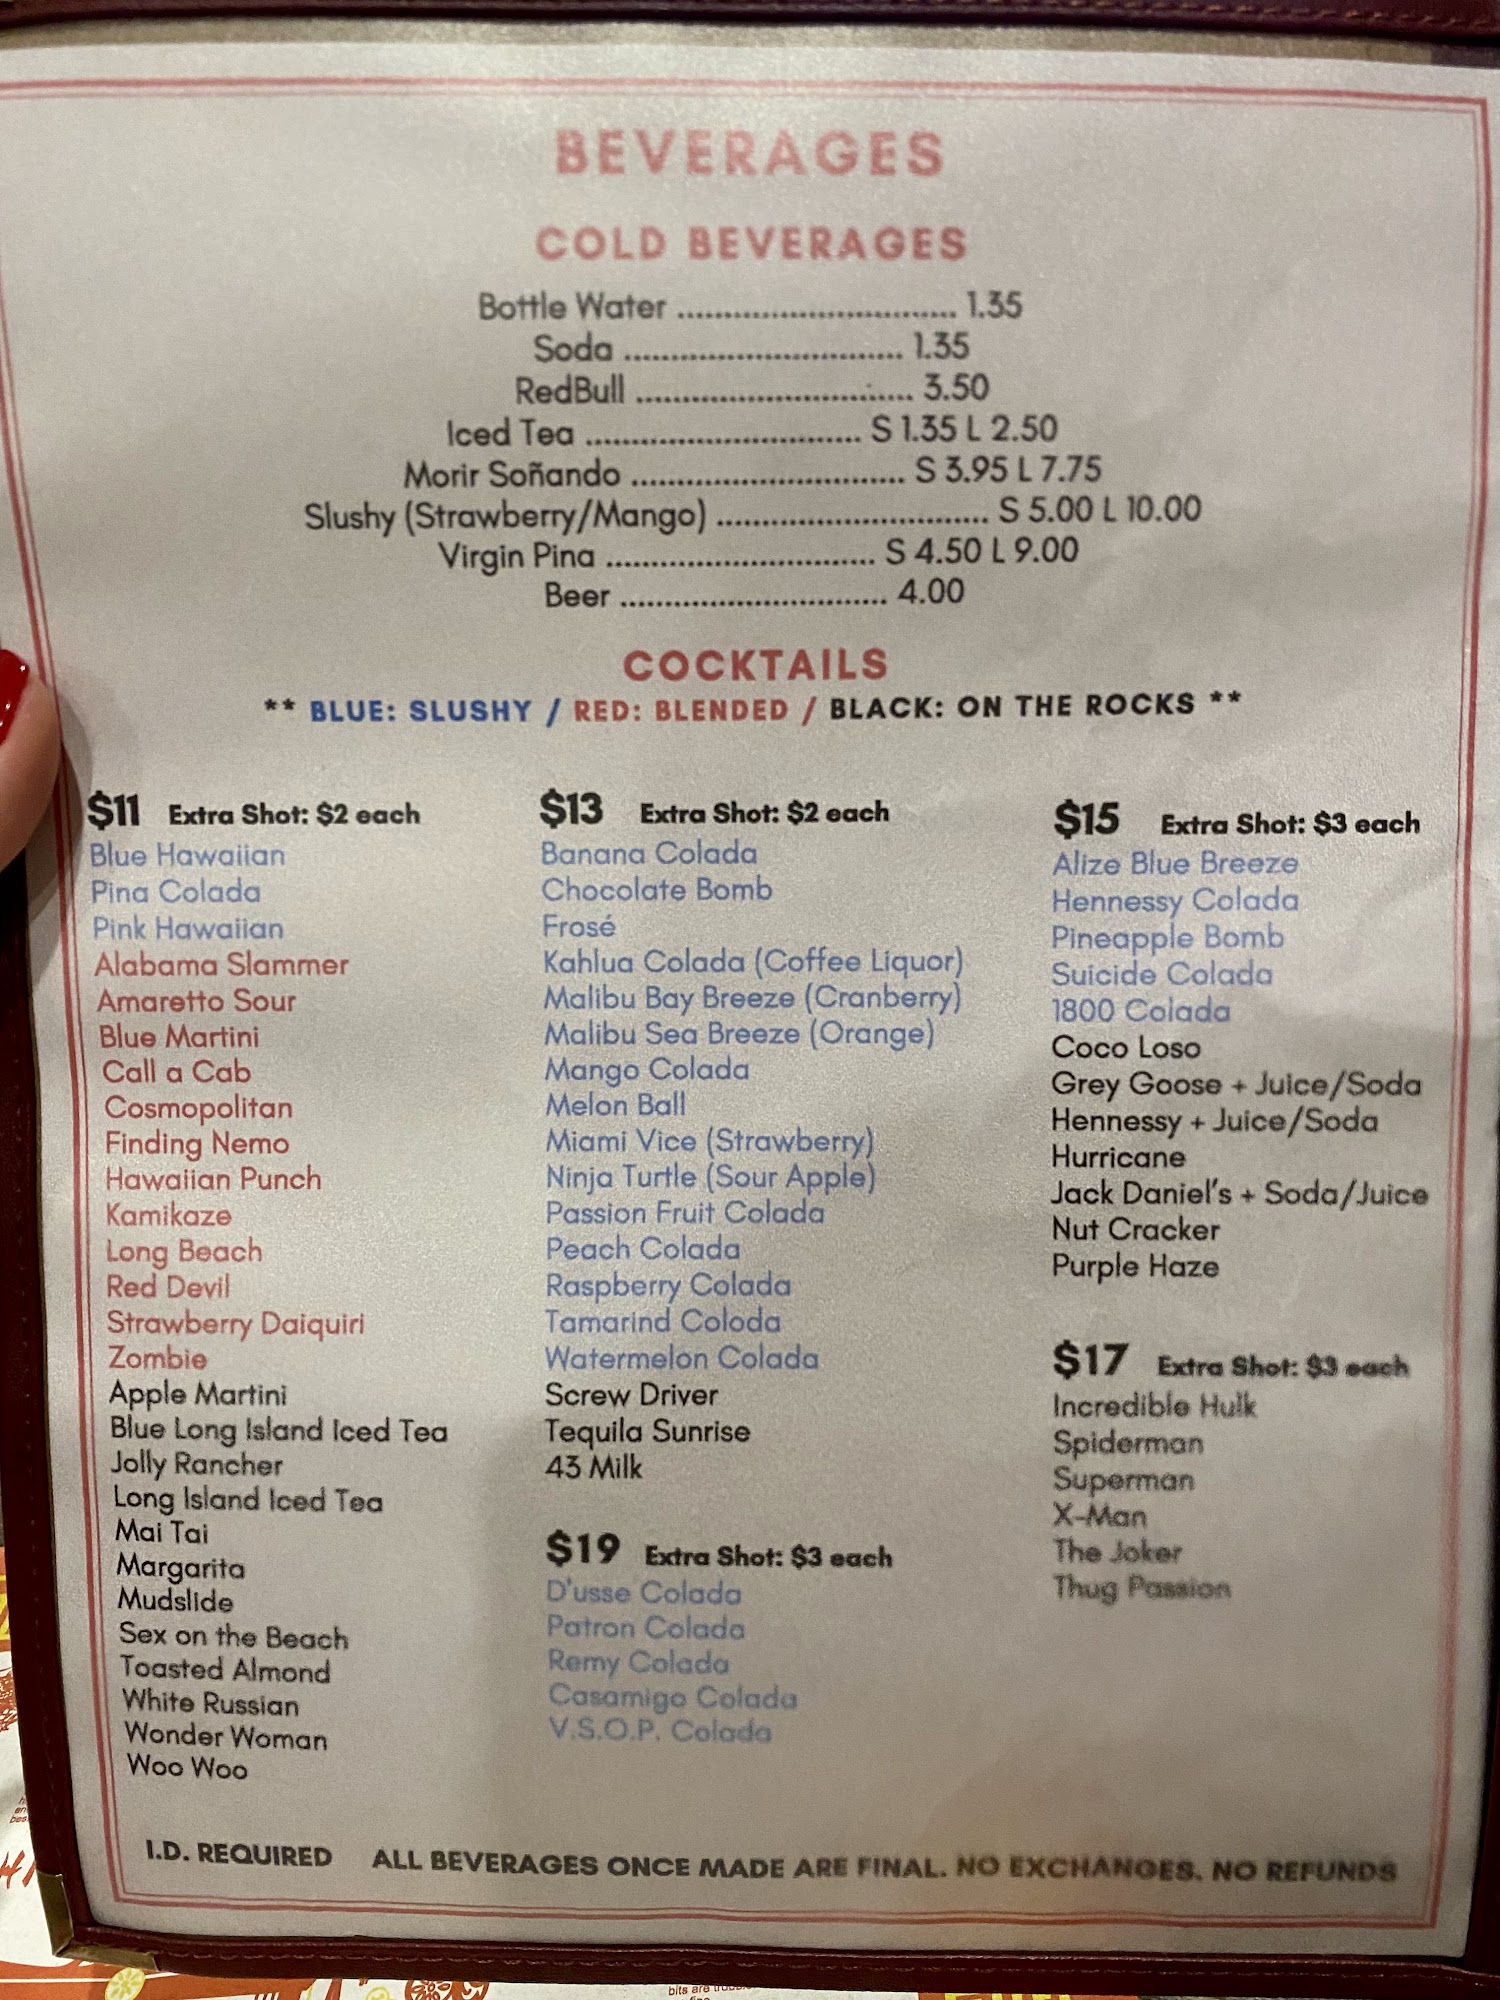 BEVERAGES
COLD BEVERAGES
Bottle Water .............................. 1.35
Soda .............................. 1.35
RedBull .............................. 3.50
Iced Tea .............................. S 1.35 L 2.50
Morir Soñando .............................. S 3.95 L 7.75
Slushy (Strawberry/Mango) .............................. S 5.00 L 10.00
Virgin Pina .............................. S 4.50 L 9.00
Beer .............................. 4.00
COCKTAILS
** BLUE: SLUSHY / RED: BLENDED / BLACK: ON THE ROCKS **
$11 Extra Shot: $2 each
Blue Hawaiian
Pina Colada
Pink Hawaiian
Alabama Slammer
Amaretto Sour
Blue Martini
Call a Cab
Cosmopolitan
Finding Nemo
Hawaiian Punch
Kamikaze
Long Beach
Red Devil
Strawberry Daiquiri
Zombie
Apple Martini
Blue Long Island Iced Tea
Jolly Rancher
Long Island Iced Tea
Mai Tai
Margarita
Mudslide
Sex on the Beach
Toasted Almond
White Russian
Wonder Woman
Woo Woo
$13 Extra Shot: $2 each
Banana Colada
Chocolate Bomb
Frosé
Kahlua Colada (Coffee Liquor)
Malibu Bay Breeze (Cranberry)
Malibu Sea Breeze (Orange)
Mango Colada
Melon Ball
Miami Vice (Strawberry)
Ninja Turtle (Sour Apple)
Passion Fruit Colada
Peach Colada
Raspberry Colada
Tamarind Coloda
Watermelon Colada
Screw Driver
Tequila Sunrise
43 Milk
$19 Extra Shot: $3 each
D'usse Colada
Patron Colada
Remy Colada
Casamigo Colada
V.S.O.P. Colada
$15 Extra Shot: $3 each
Alize Blue Breeze
Hennessy Colada
Pineapple Bomb
Suicide Colada
1800 Colada
Coco Loso
Grey Goose + Juice/Soda
Hennessy + Juice/Soda
Hurricane
Jack Daniel's + Soda/Juice
Nut Cracker
Purple Haze
$17 Extra Shot: $3 each
Incredible Hulk
Spiderman
Superman
X-Man
The Joker
Thug Passion
I.D. REQUIRED ALL BEVERAGES ONCE MADE ARE FINAL. NO EXCHANGES. NO REFUNDS
bits are